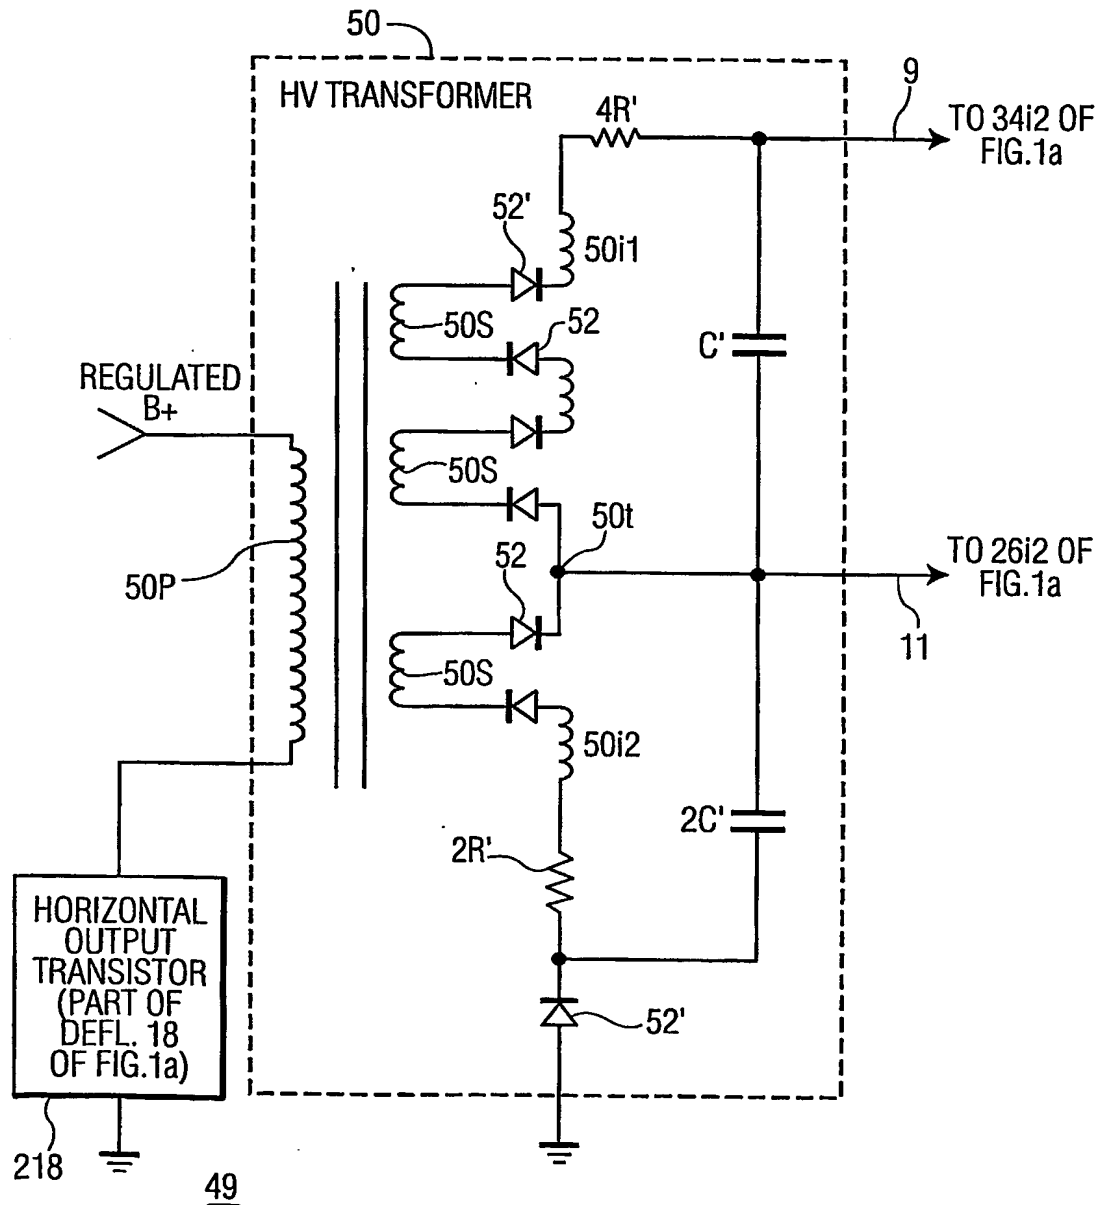 50
HV TRANSFORMER
9
TO 34i2 OF
FIG.1a
4R'
52'
50i1
50S
52
C'
REGULATED
B+
50S
50t
50P
52
TO 26i2 OF
FIG.1a
11
50S
50i2
2C'
2R'
HORIZONTAL
OUTPUT
TRANSISTOR
(PART OF
DEFL. 18
OF FIG.1a)
52'
218
49